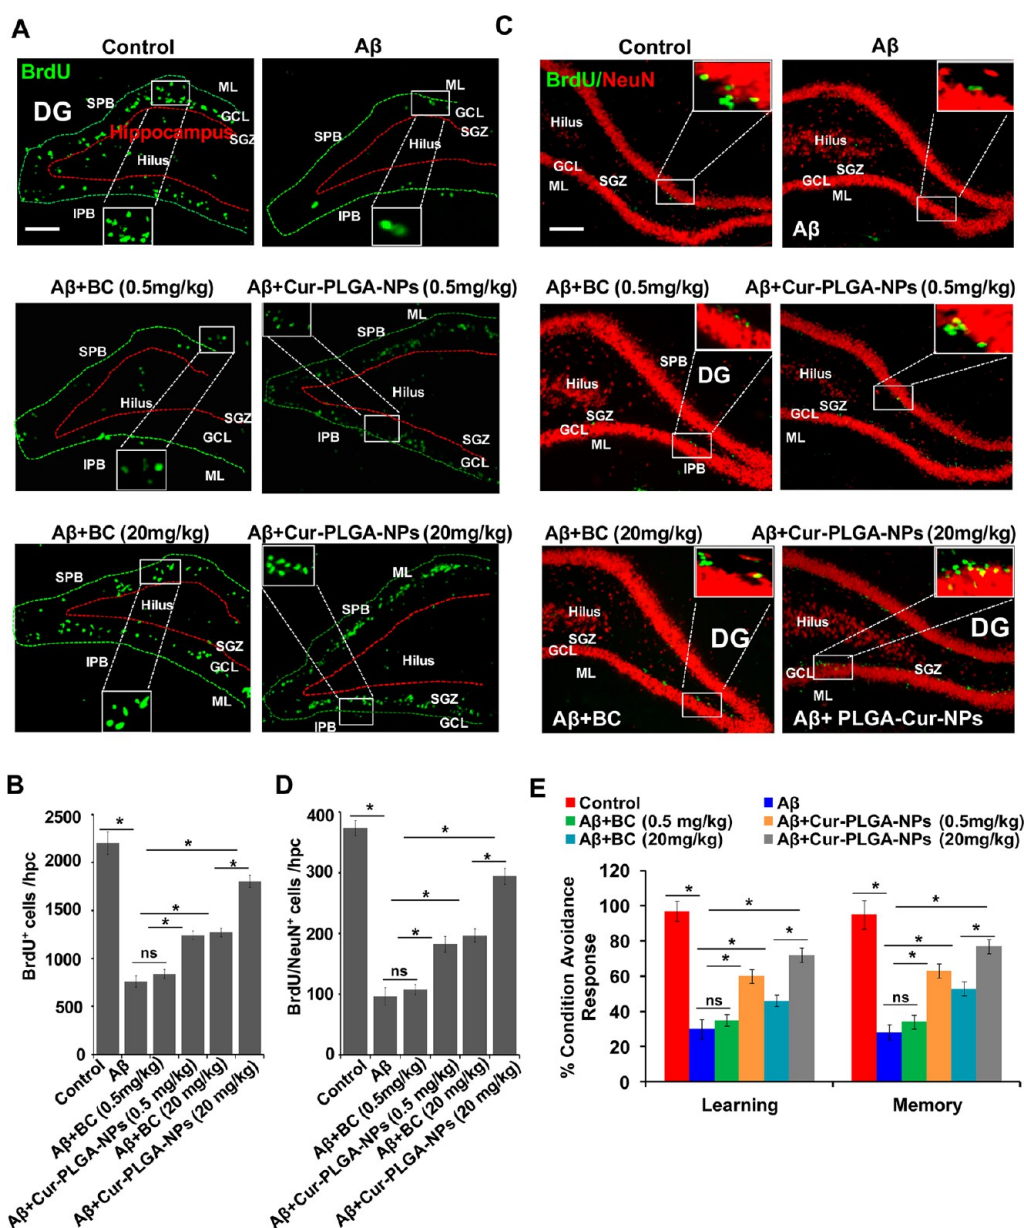 A
Control
Aβ
BrdU
DG
SPB
ML
GCL
SGZ
Hippocampus
Hilus
IPB
ML
GCL
SGZ
SPB
Hilus
IPB
Aβ+BC (0.5mg/kg)
Aβ+Cur-PLGA-NPs (0.5mg/kg)
SPB
Hilus
SGZ
GCL
IPB
ML
ML
SPB
Hilus
IPB
SGZ
GCL
Aβ+BC (20mg/kg)
Aβ+Cur-PLGA-NPs (20mg/kg)
SPB
Hilus
IPB
SGZ
GCL
ML
ML
SPB
Hilus
SGZ
IPB
GCL
C
Control
Aβ
BrdU/NeuN
Hilus
GCL
SGZ
ML
Hilus
SGZ
GCL
ML
Aβ
Aβ+BC (0.5mg/kg)
Aβ+Cur-PLGA-NPs (0.5mg/kg)
SPB
DG
Hilus
SGZ
GCL
ML
IPB
Hilus
SGZ
GCL
ML
Aβ+BC (20mg/kg)
Aβ+Cur-PLGA-NPs (20mg/kg)
Hilus
DG
SGZ
GCL
ML
Aβ+BC
Hilus
DG
GCL
SGZ
ML
Aβ+ PLGA-Cur-NPs
B
BrdU⁺ cells /hpc
2500
2200
1900
1600
1300
1000
750
500
0
*
*
*
*
*
ns
Control
Aβ
Aβ+BC (0.5mg/kg)
Aβ+Cur-PLGA-NPs (0.5 mg/kg)
Aβ+BC (20 mg/kg)
Aβ+Cur-PLGA-NPs (20 mg/kg)
D
BrdU/NeuN⁺ cells /hpc
400
300
200
100
0
*
*
*
*
*
ns
Control
Aβ
Aβ+BC (0.5mg/kg)
Aβ+Cur-PLGA-NPs (0.5 mg/kg)
Aβ+BC (20 mg/kg)
Aβ+Cur-PLGA-NPs (20 mg/kg)
E
Control
Aβ
Aβ+BC (0.5 mg/kg)
Aβ+Cur-PLGA-NPs (0.5mg/kg)
Aβ+BC (20mg/kg)
Aβ+Cur-PLGA-NPs (20mg/kg)
% Condition Avoidance
Response
120
100
80
60
40
20
0
*
*
*
*
*
ns
*
*
*
*
*
ns
Learning
Memory